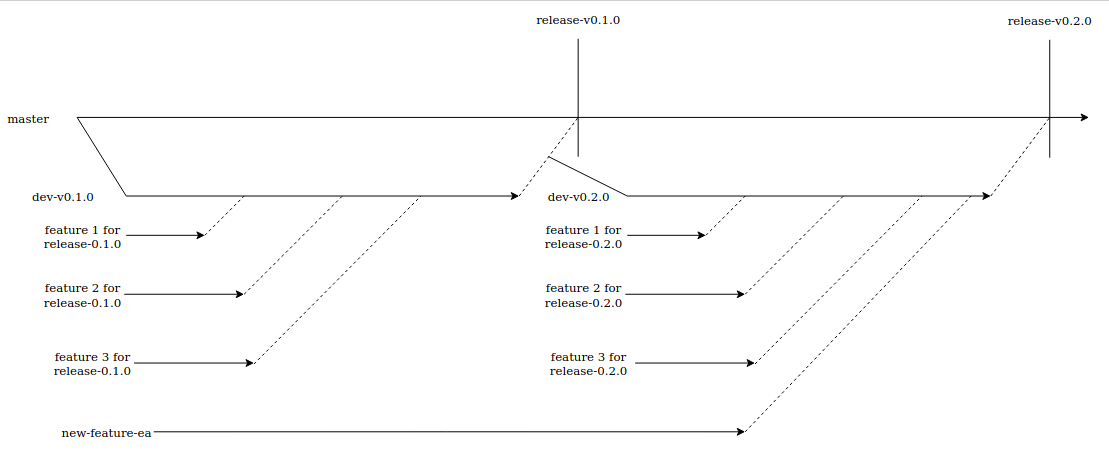 release-v0.1.0
release-v0.2.0
master
dev-v0.1.0
dev-v0.2.0
feature 1 for
release-0.1.0
feature 1 for
release-0.2.0
feature 2 for
release-0.1.0
feature 2 for
release-0.2.0
feature 3 for
release-0.1.0
feature 3 for
release-0.2.0
new-feature-ea